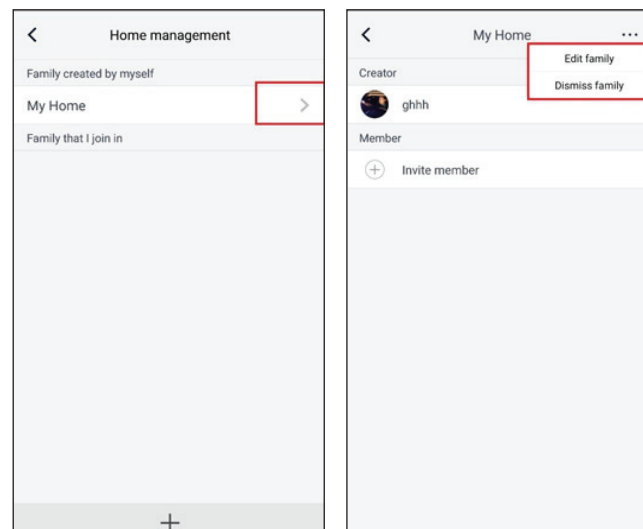 Home management
Family created by myself
My Home
Family that I join in
My Home
Edit family
Dismiss family
Creator
ghhh
Member
Invite member